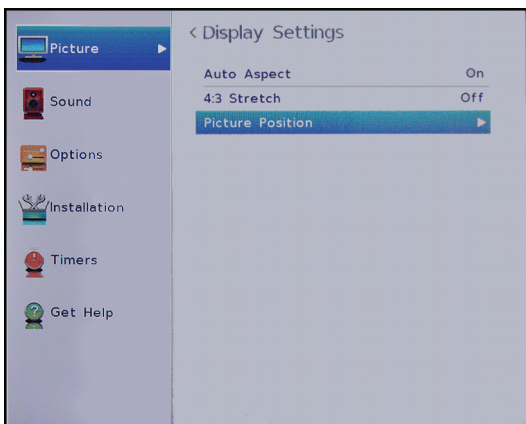 Picture
Sound
Options
Installation
Timers
Get Help
< Display Settings
Auto Aspect On
4:3 Stretch Off
Picture Position